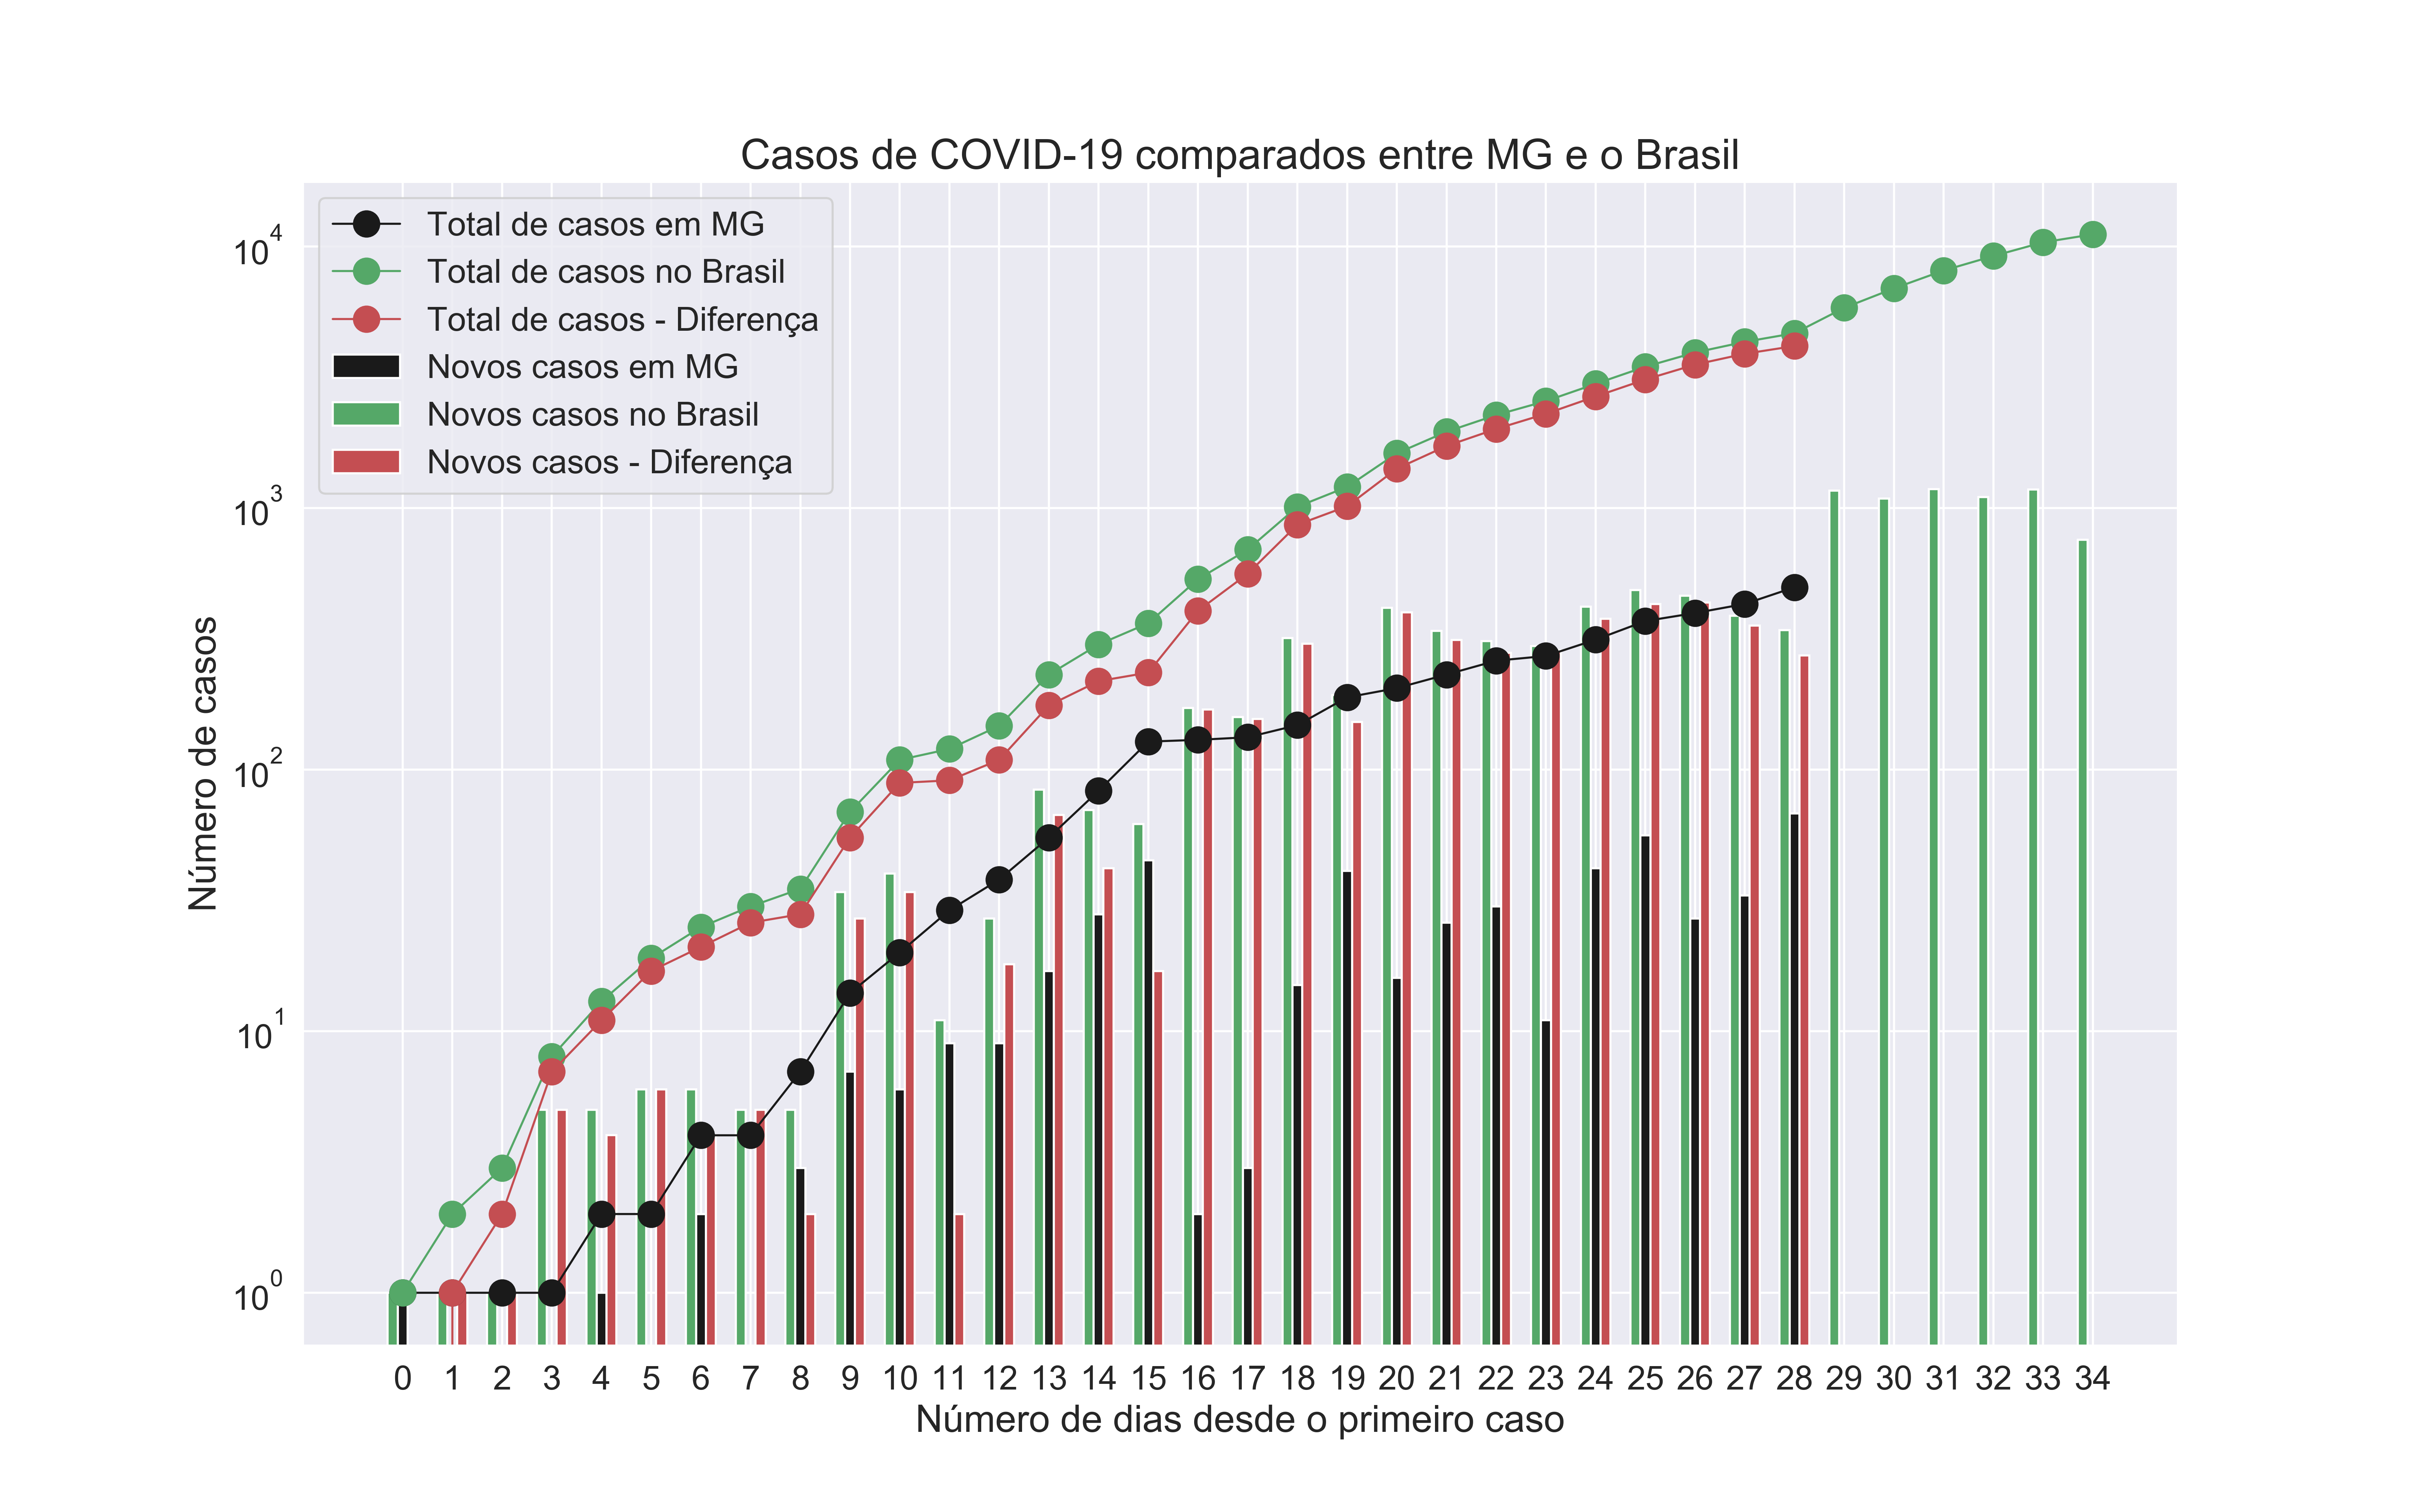 Casos de COVID-19 comparados entre MG e o Brasil
Total de casos em MG
Total de casos no Brasil
Total de casos - Diferença
Novos casos em MG
Novos casos no Brasil
Novos casos - Diferença
10^4
10^3
10^2
10^1
10^0
Número de casos
0 1 2 3 4 5 6 7 8 9 10 11 12 13 14 15 16 17 18 19 20 21 22 23 24 25 26 27 28 29 30 31 32 33 34
Número de dias desde o primeiro caso